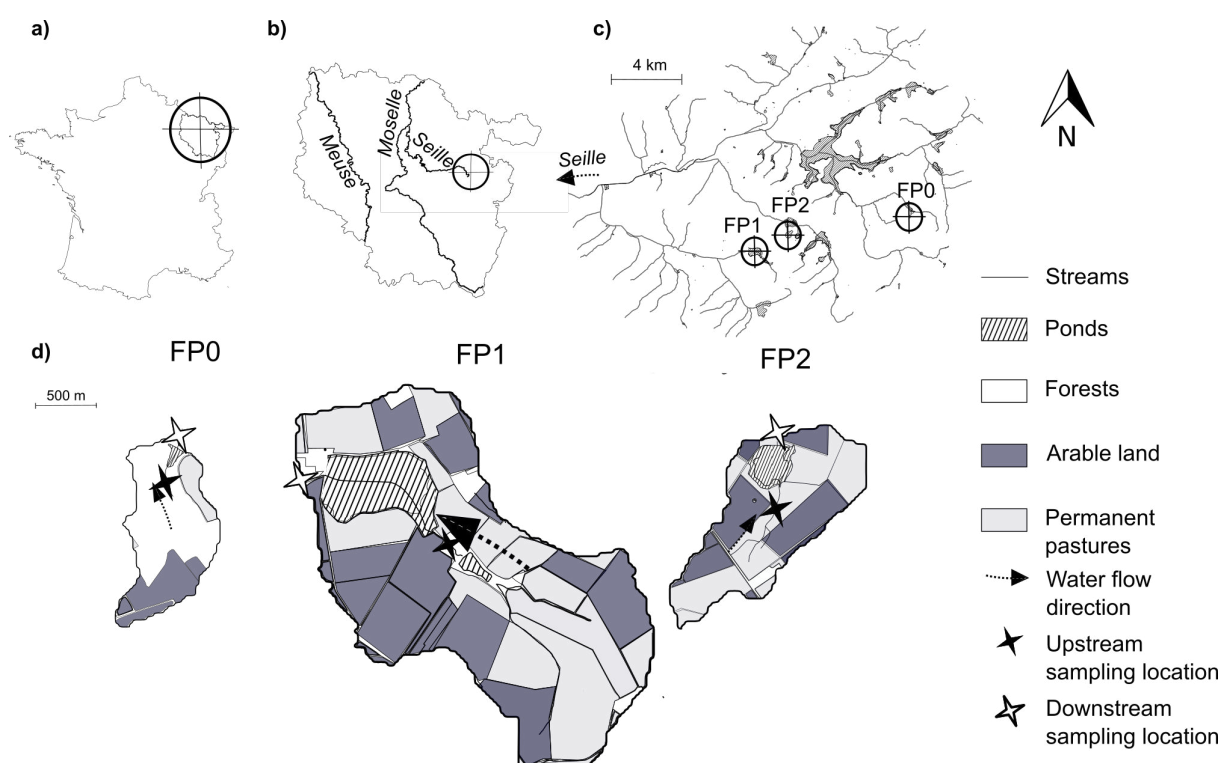 a)
b)
c)
4 km
N
Meuse
Moselle
Seille
Seille
FP0
FP2
FP1
d)
FP0
FP1
FP2
500 m
Streams
Ponds
Forests
Arable land
Permanent
pastures
Water flow
direction
Upstream
sampling location
Downstream
sampling location